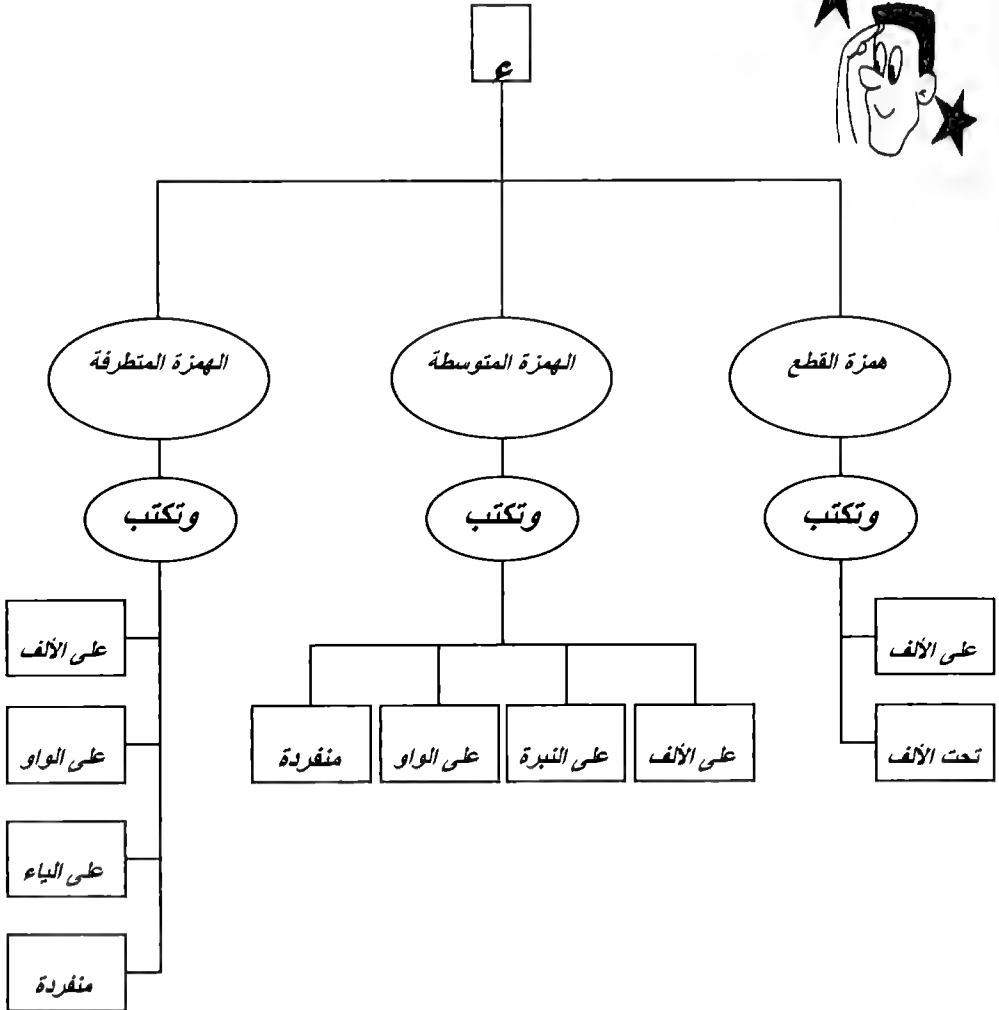 ء
همزة القطع
الهمزة المتوسطة
الهمزة المتطرفة
وتكتب
وتكتب
وتكتب
على الألف
تحت الألف
على الألف
على النبرة
على الواو
منفردة
على الألف
على الواو
على الياء
منفردة